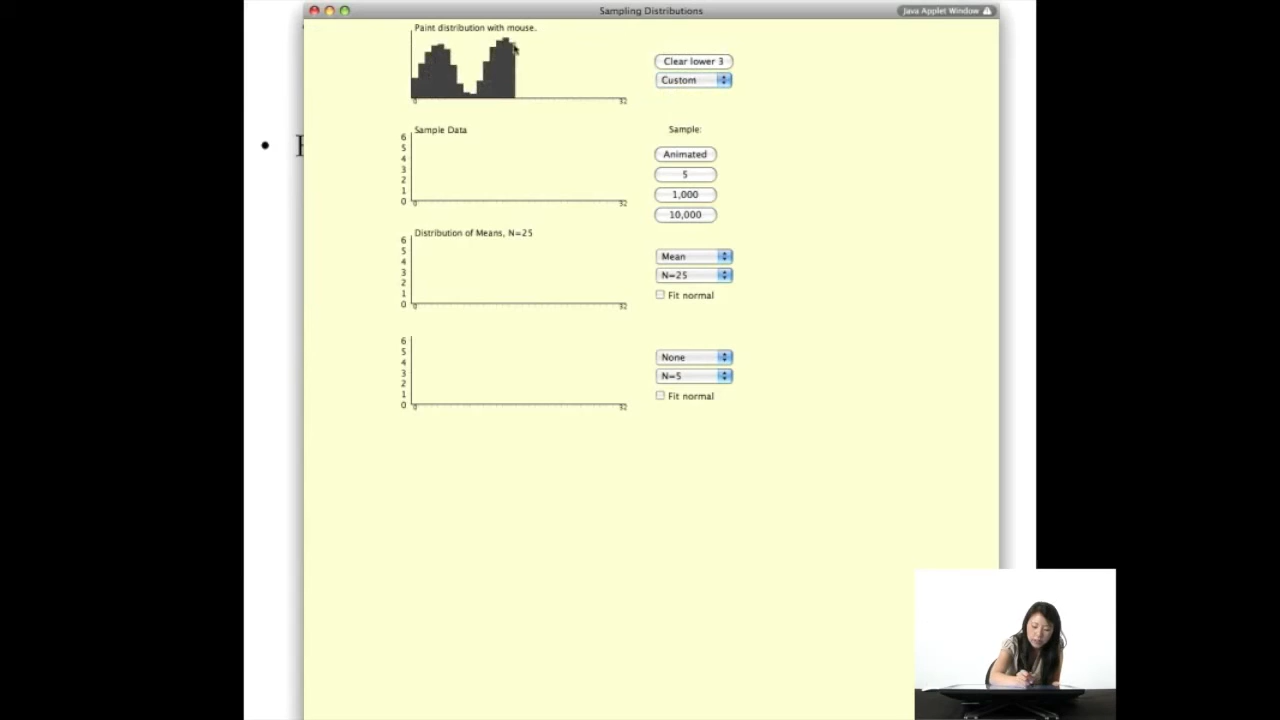 Sampling Distributions
Java Applet Window
Paint distribution with mouse.
Clear lower 3
Custom
0 32
Sample Data
Sample:
6
5
4
3
2
1
0
0 32
Animated
5
1,000
10,000
Distribution of Means, N=25
6
5
4
3
2
1
0
0 32
Mean
N=25
Fit normal
6
5
4
3
2
1
0
0 32
None
N=5
Fit normal